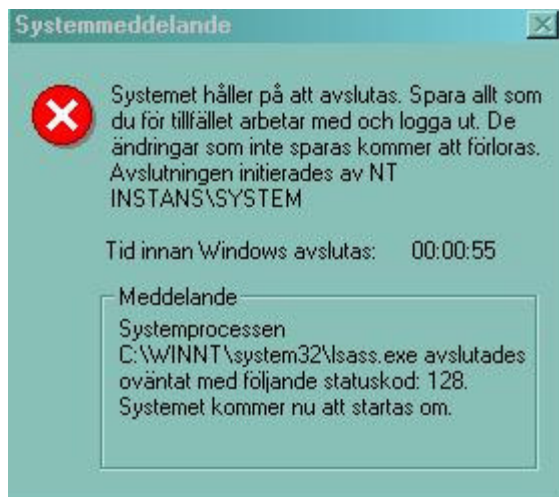 Systemmeddelande
Systemet håller på att avslutas. Spara allt som
du för tillfället arbetar med och logga ut. De
ändringar som inte sparas kommer att förloras.
Avslutningen initierades av NT
INSTANS\SYSTEM
Tid innan Windows avslutas: 00:00:55
Meddelande
Systemprocessen
C:\WINNT\system32\lsass.exe avslutades
oväntat med följande statuskod: 128.
Systemet kommer nu att startas om.